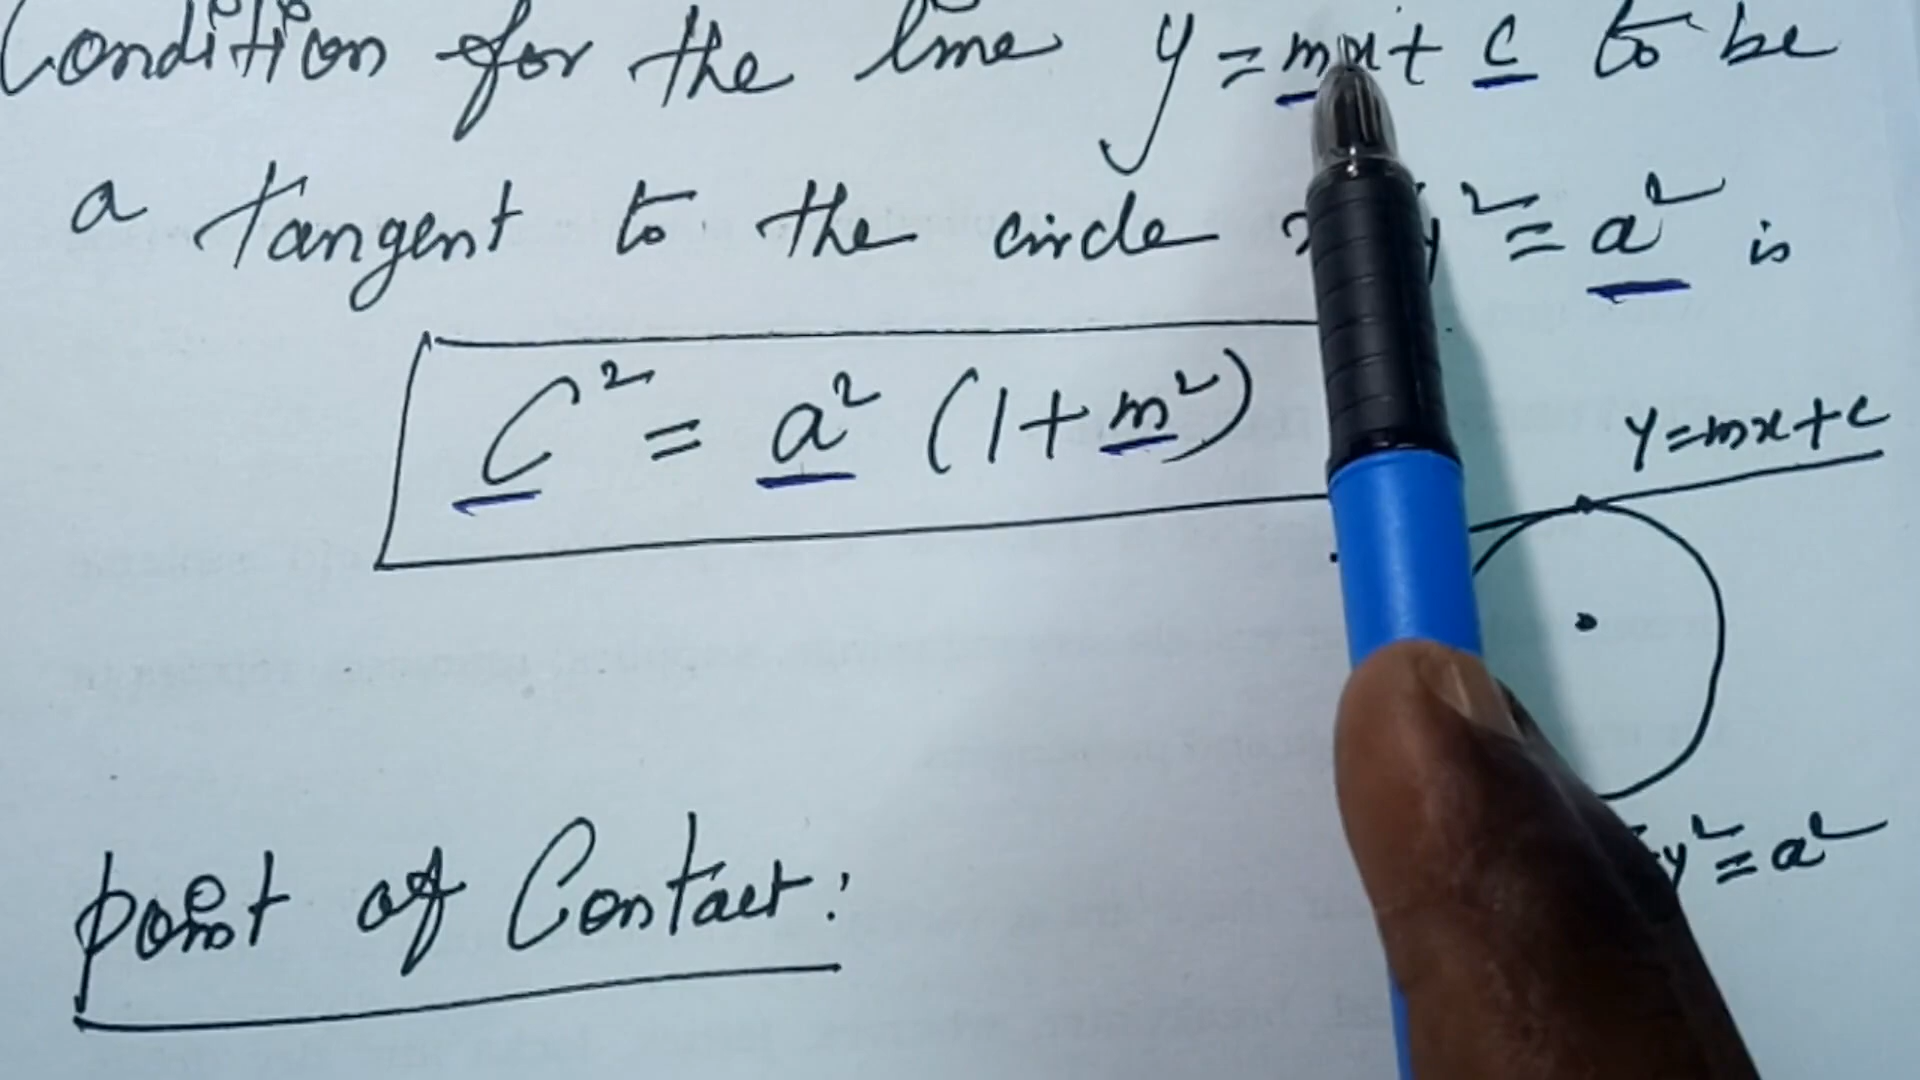 Condition for the line y = mx + c to be
a tangent to the circle x y² = a² is
C² = a² (1 + m²)
y = mx + c
y² = a²
Point of Contact: